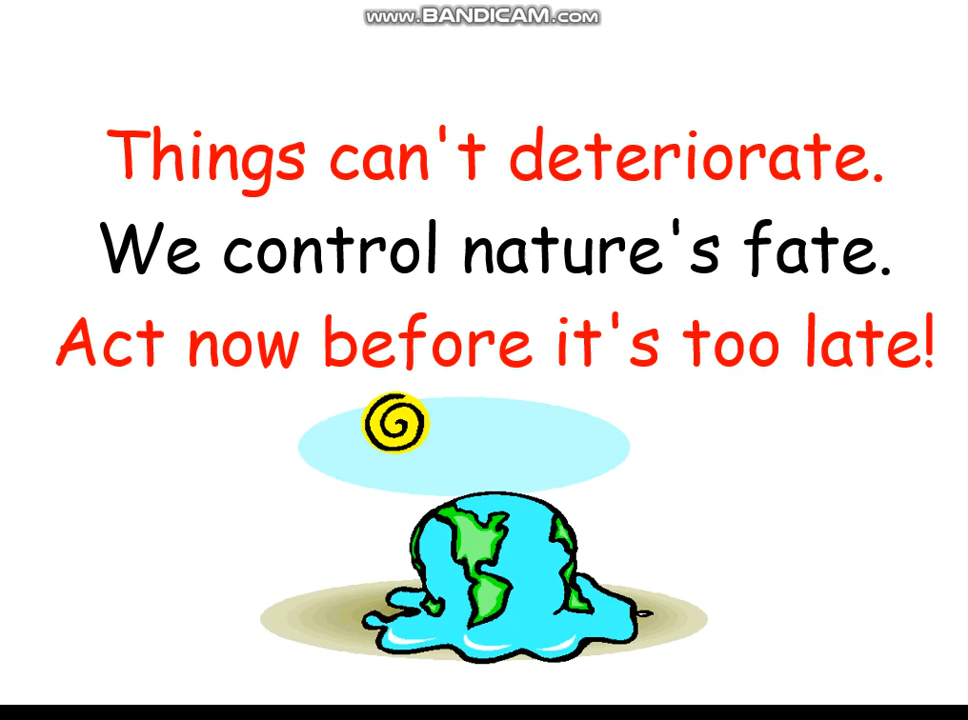 www.BANDICAM.com
Things can't deteriorate.
We control nature's fate.
Act now before it's too late!